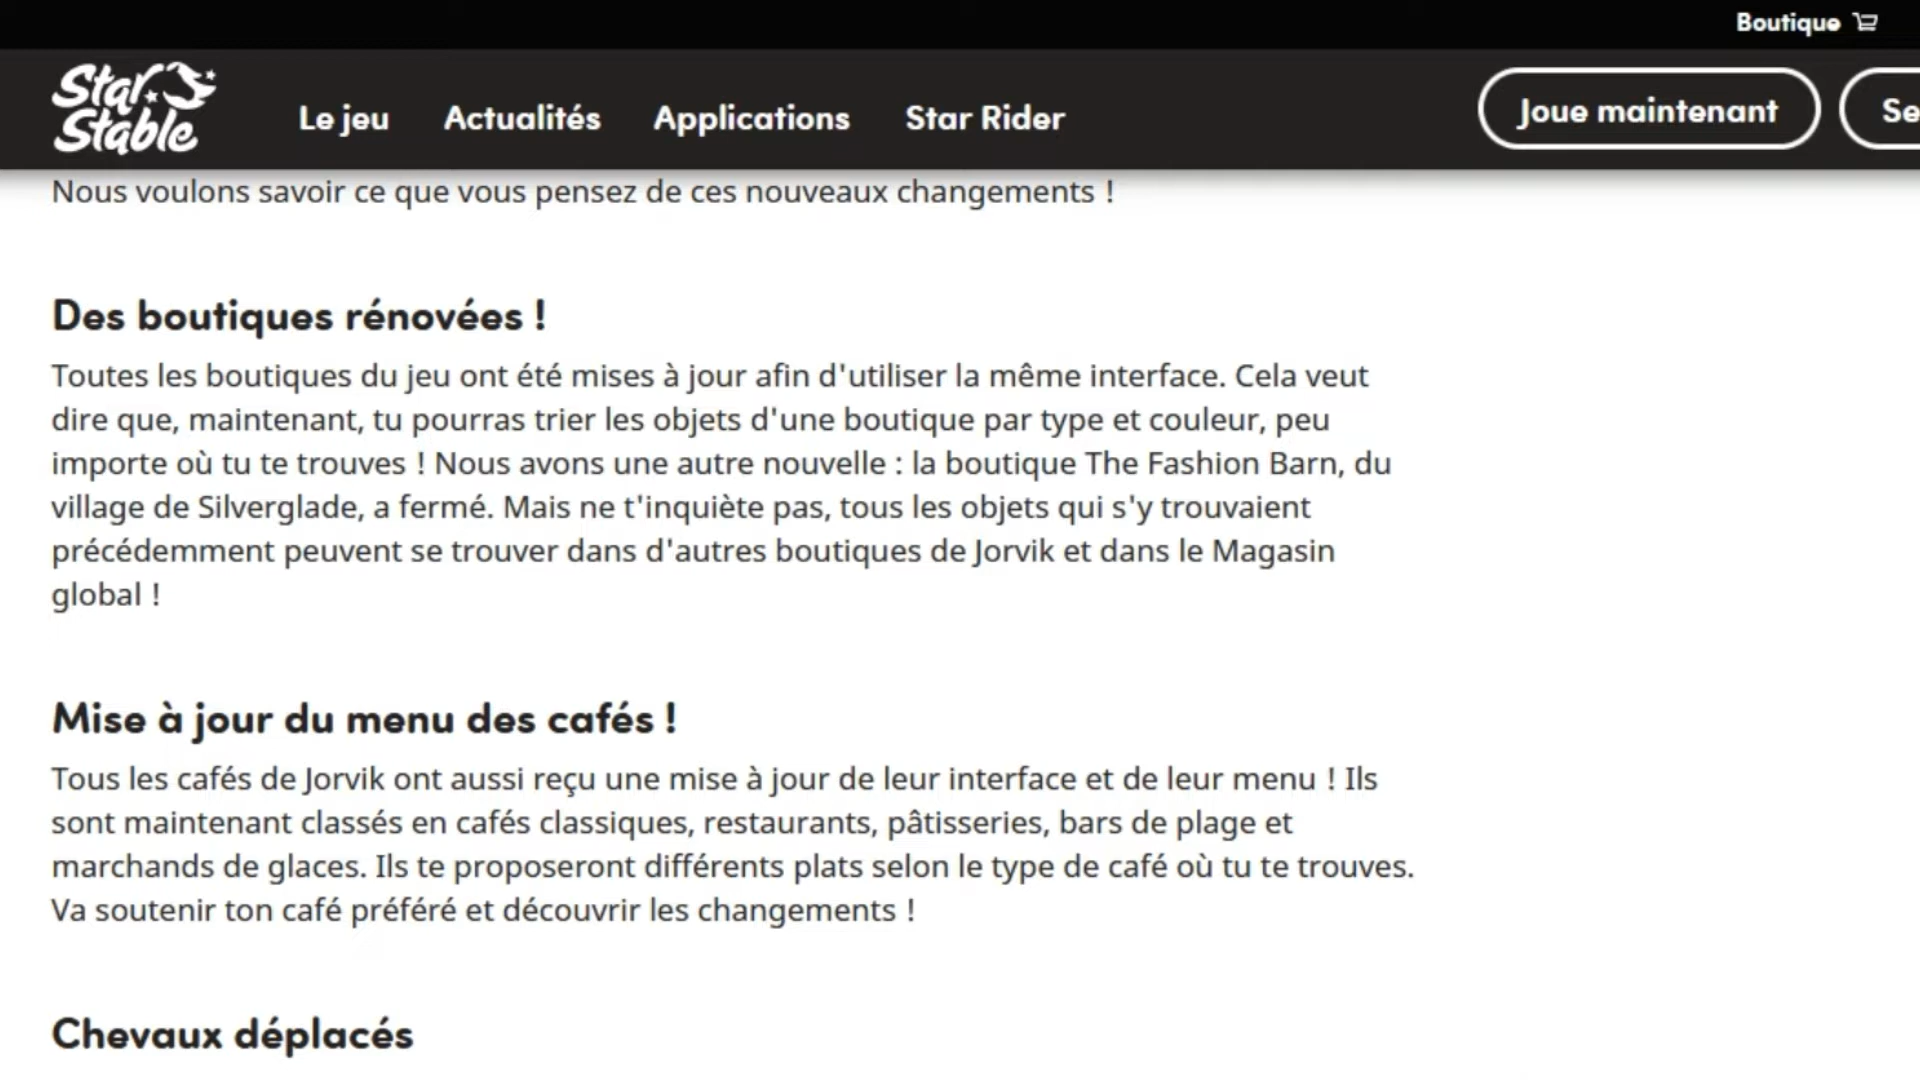 Boutique
Star Stable
Le jeu
Actualités
Applications
Star Rider
Joue maintenant
Se
Nous voulons savoir ce que vous pensez de ces nouveaux changements !
Des boutiques rénovées !
Toutes les boutiques du jeu ont été mises à jour afin d'utiliser la même interface. Cela veut
dire que, maintenant, tu pourras trier les objets d'une boutique par type et couleur, peu
importe où tu te trouves ! Nous avons une autre nouvelle : la boutique The Fashion Barn, du
village de Silverglade, a fermé. Mais ne t'inquiète pas, tous les objets qui s'y trouvaient
précédemment peuvent se trouver dans d'autres boutiques de Jorvik et dans le Magasin
global !
Mise à jour du menu des cafés !
Tous les cafés de Jorvik ont aussi reçu une mise à jour de leur interface et de leur menu ! Ils
sont maintenant classés en cafés classiques, restaurants, pâtisseries, bars de plage et
marchands de glaces. Ils te proposeront différents plats selon le type de café où tu te trouves.
Va soutenir ton café préféré et découvrir les changements !
Chevaux déplacés